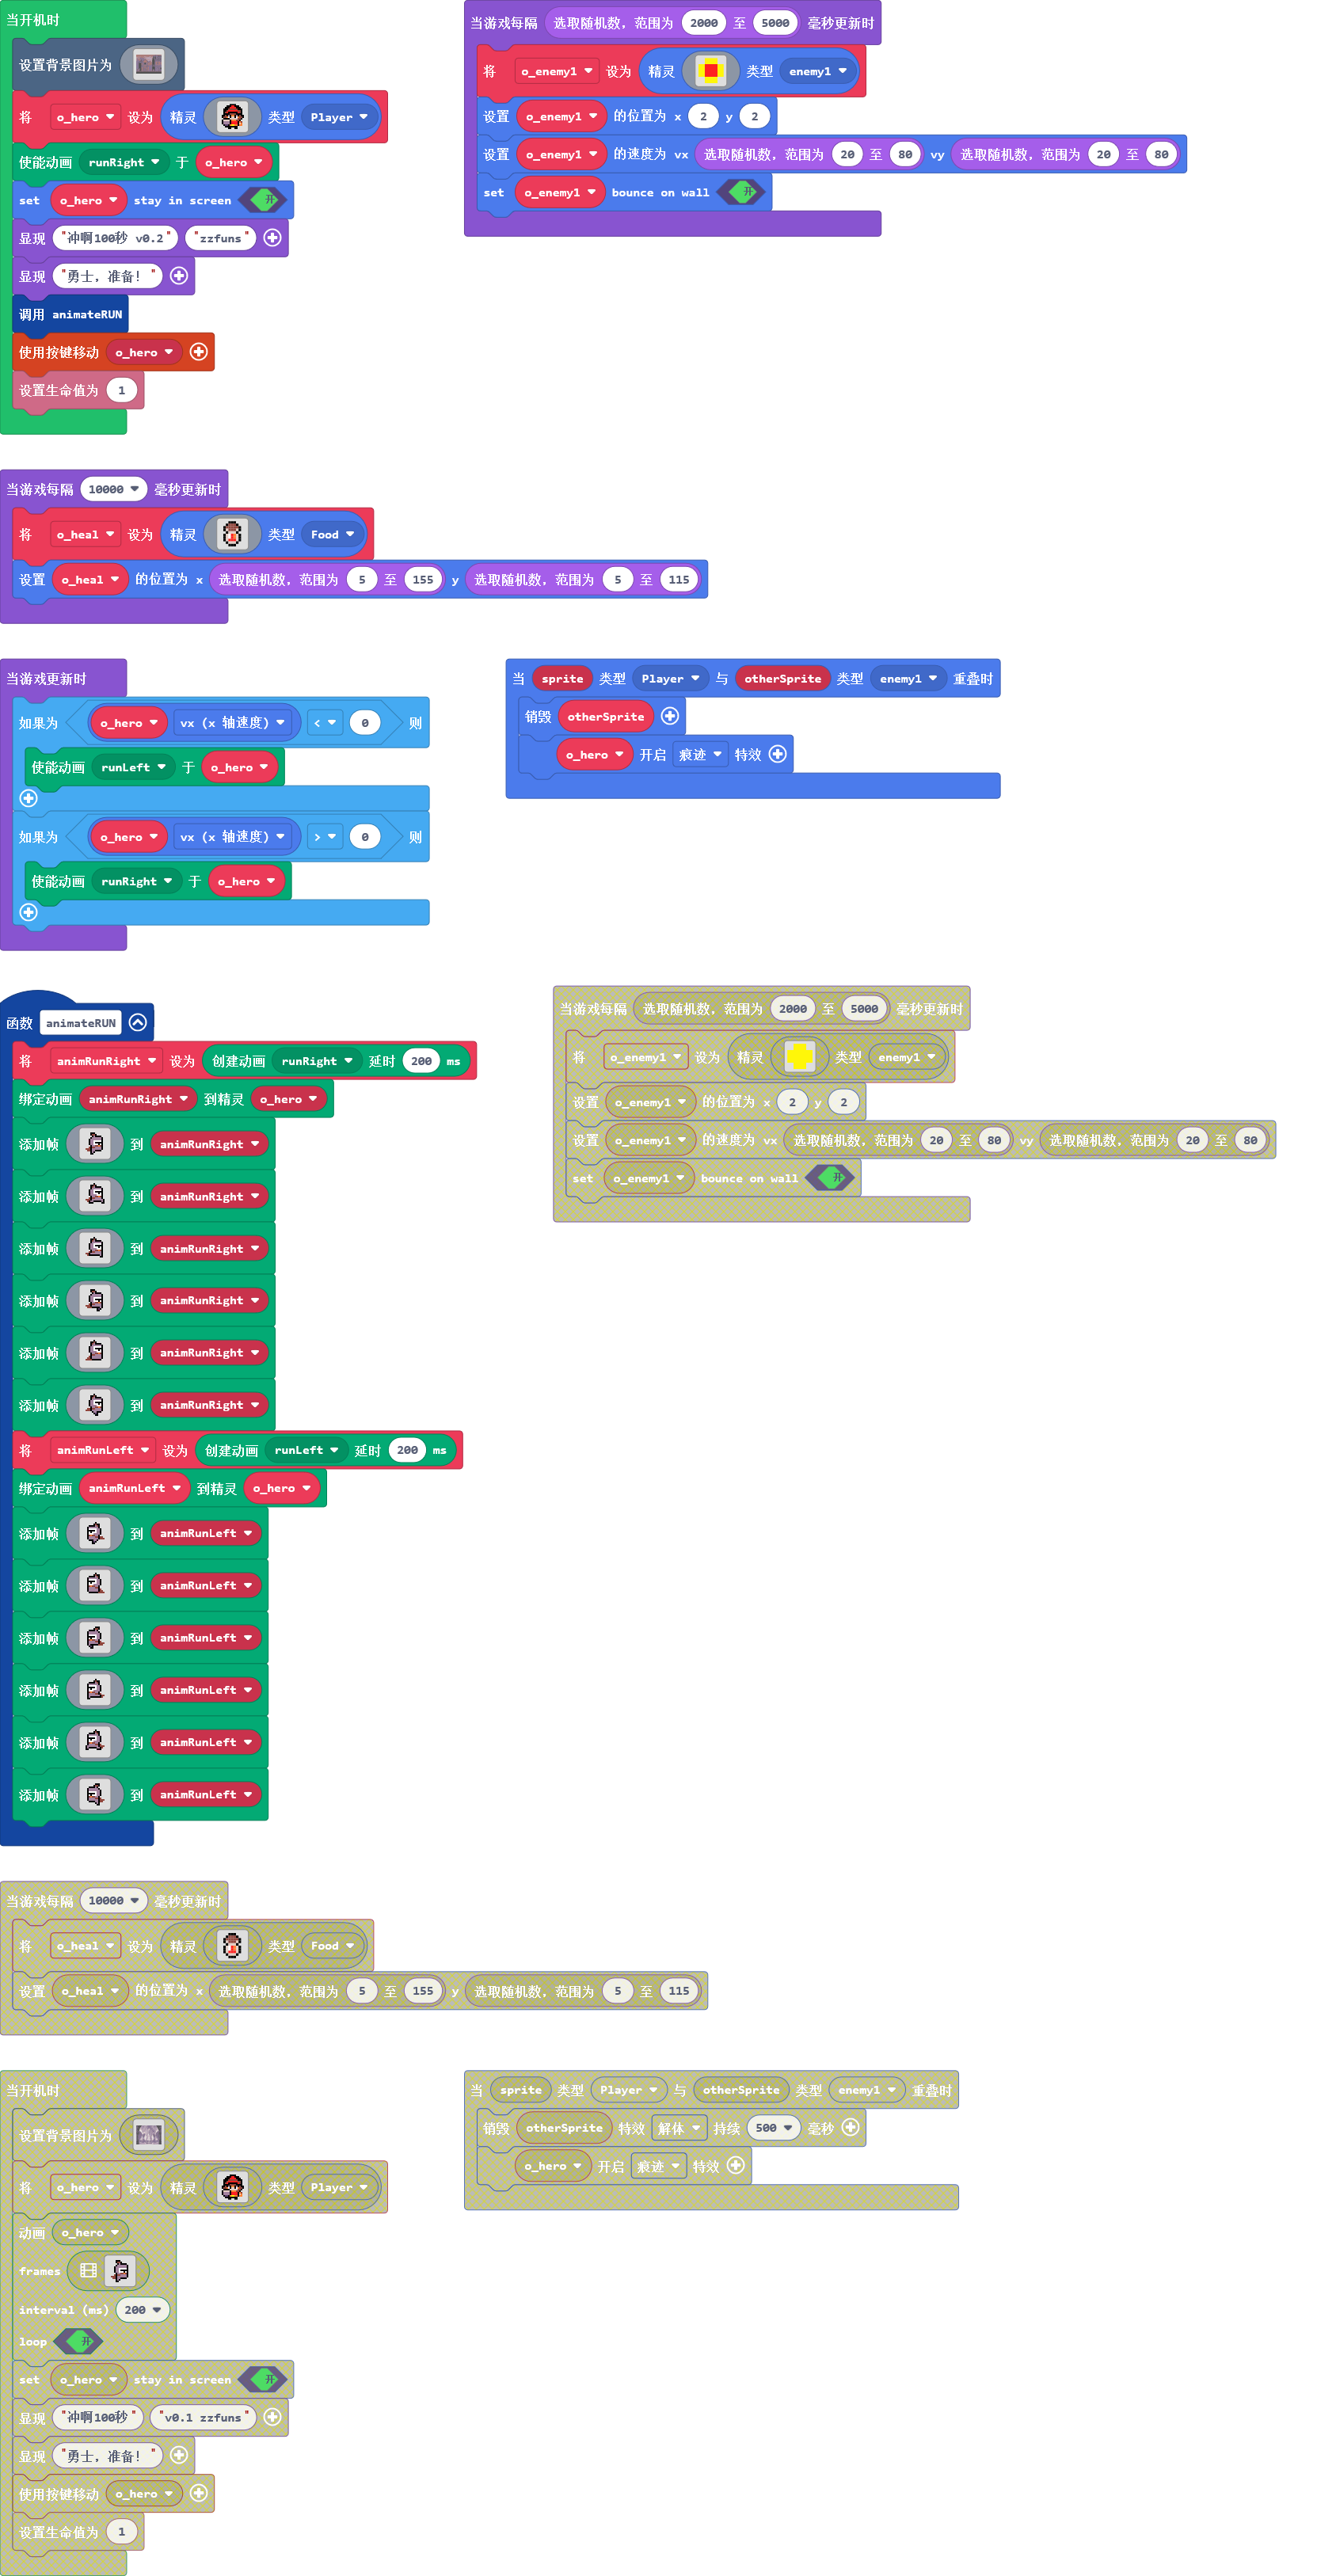 当开机时
设置背景图片为
将 o_hero 设为 精灵 类型 Player
使能动画 runRight 于 o_hero
set o_hero stay in screen 开
显现 "冲啊100秒 v0.2" "zzfuns"
显现 "勇士，准备！"
调用 animateRUN
使用按键移动 o_hero
设置生命值为 1
当游戏每隔 选取随机数，范围为 2000 至 5000 毫秒更新时
将 o_enemy1 设为 精灵 类型 enemy1
设置 o_enemy1 的位置为 x 2 y 2
设置 o_enemy1 的速度为 vx 选取随机数，范围为 20 至 80 vy 选取随机数，范围为 20 至 80
set o_enemy1 bounce on wall 开
当游戏每隔 10000 毫秒更新时
将 o_heal 设为 精灵 类型 Food
设置 o_heal 的位置为 x 选取随机数，范围为 5 至 155 y 选取随机数，范围为 5 至 115
当游戏更新时
如果为 o_hero vx (x 轴速度) < 0 则
使能动画 runLeft 于 o_hero
如果为 o_hero vx (x 轴速度) > 0 则
使能动画 runRight 于 o_hero
当 sprite 类型 Player 与 otherSprite 类型 enemy1 重叠时
销毁 otherSprite
o_hero 开启 痕迹 特效
函数 animateRUN
将 animRunRight 设为 创建动画 runRight 延时 200 ms
绑定动画 animRunRight 到精灵 o_hero
添加帧 到 animRunRight
添加帧 到 animRunRight
添加帧 到 animRunRight
添加帧 到 animRunRight
添加帧 到 animRunRight
添加帧 到 animRunRight
将 animRunLeft 设为 创建动画 runLeft 延时 200 ms
绑定动画 animRunLeft 到精灵 o_hero
添加帧 到 animRunLeft
添加帧 到 animRunLeft
添加帧 到 animRunLeft
添加帧 到 animRunLeft
添加帧 到 animRunLeft
添加帧 到 animRunLeft
当游戏每隔 选取随机数，范围为 2000 至 5000 毫秒更新时
将 o_enemy1 设为 精灵 类型 enemy1
设置 o_enemy1 的位置为 x 2 y 2
设置 o_enemy1 的速度为 vx 选取随机数，范围为 20 至 80 vy 选取随机数，范围为 20 至 80
set o_enemy1 bounce on wall 开
当游戏每隔 10000 毫秒更新时
将 o_heal 设为 精灵 类型 Food
设置 o_heal 的位置为 x 选取随机数，范围为 5 至 155 y 选取随机数，范围为 5 至 115
当开机时
设置背景图片为
将 o_hero 设为 精灵 类型 Player
动画 o_hero
frames
interval (ms) 200
loop 开
set o_hero stay in screen 开
显现 "冲啊100秒" "v0.1 zzfuns"
显现 "勇士，准备！"
使用按键移动 o_hero
设置生命值为 1
当 sprite 类型 Player 与 otherSprite 类型 enemy1 重叠时
销毁 otherSprite 特效 解体 持续 500 毫秒
o_hero 开启 痕迹 特效